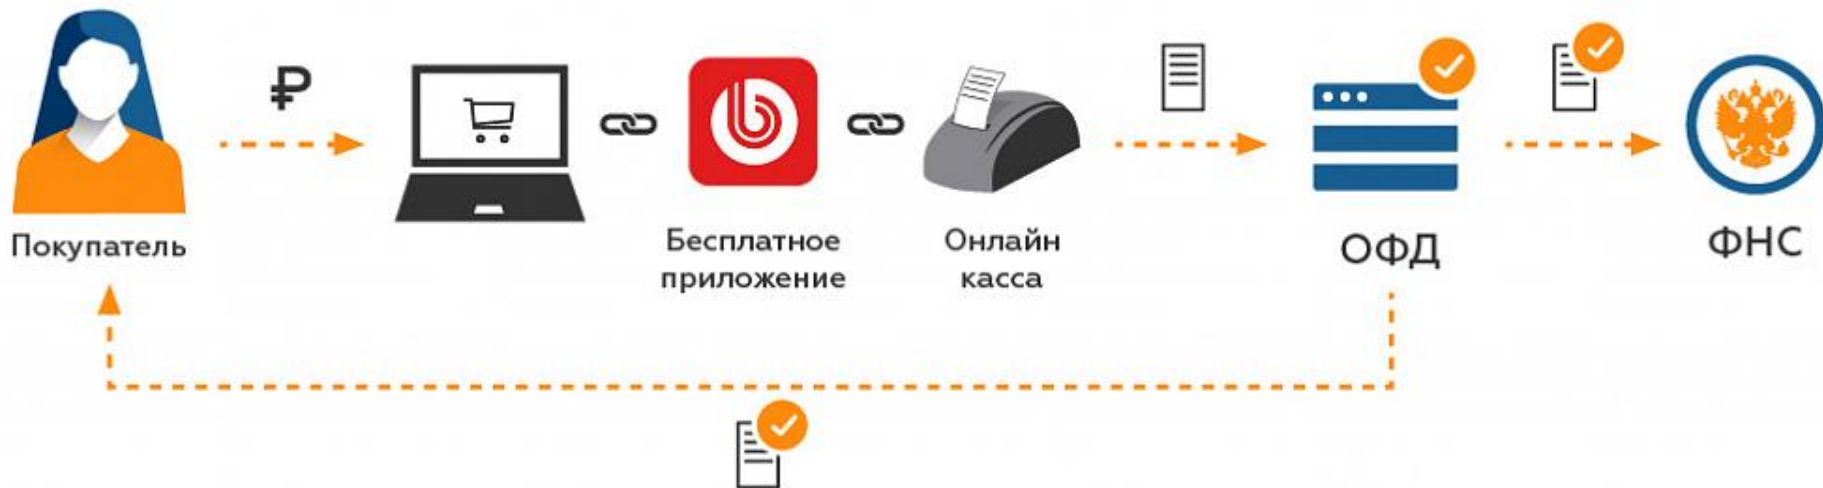 ₽
Покупатель
Бесплатное
приложение
Онлайн
касса
ОФД
ФНС